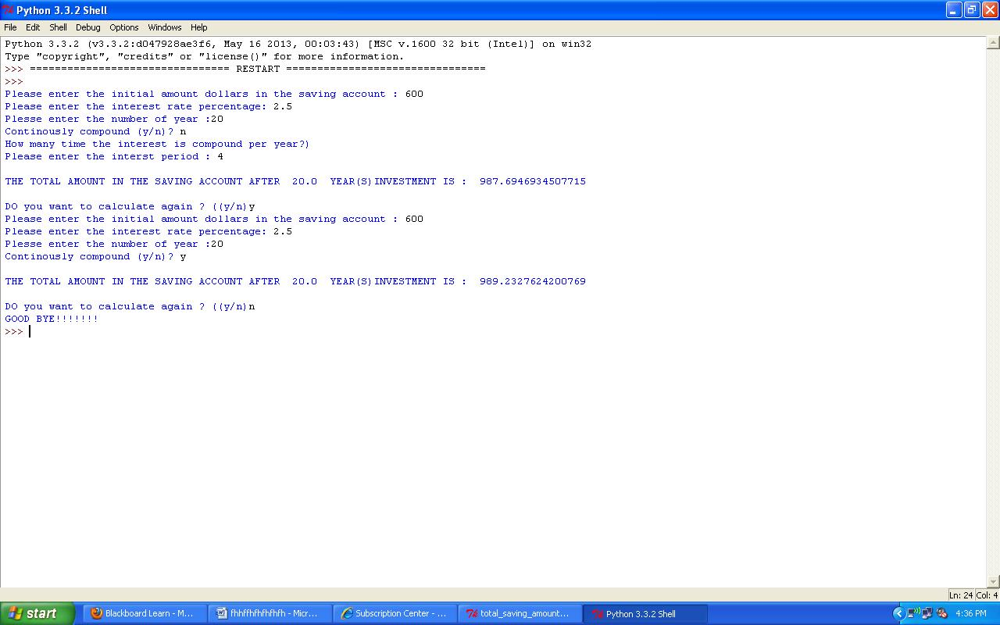 Python 3.3.2 Shell
File Edit Shell Debug Options Windows Help
Python 3.3.2 (v3.3.2:d047928ae3f6, May 16 2013, 00:03:43) [MSC v.1600 32 bit (Intel)] on win32
Type "copyright", "credits" or "license()" for more information.
>>> ================================ RESTART ================================
>>>
Please enter the initial amount dollars in the saving account : 600
Please enter the interest rate percentage: 2.5
Plesse enter the number of year :20
Continously compound (y/n)? n
How many time the interest is compound per year?)
Please enter the interst period : 4
THE TOTAL AMOUNT IN THE SAVING ACCOUNT AFTER  20.0  YEAR(S)INVESTMENT IS :  987.6946934507715
DO you want to calculate again ? ((y/n)y
Please enter the initial amount dollars in the saving account : 600
Please enter the interest rate percentage: 2.5
Plesse enter the number of year :20
Continously compound (y/n)? y
THE TOTAL AMOUNT IN THE SAVING ACCOUNT AFTER  20.0  YEAR(S)INVESTMENT IS :  989.2327624200769
DO you want to calculate again ? ((y/n)n
GOOD BYE!!!!!!!
>>>
Ln: 24 Col: 4
start Blackboard Learn - M... fhhffhfhfhfhfh - Micr... Subscription Center - ... total_saving_amount... Python 3.3.2 Shell 4:36 PM